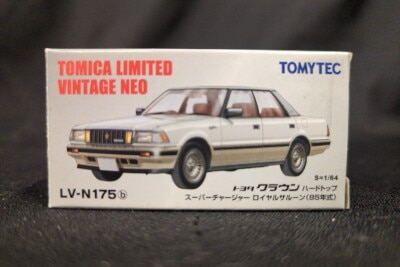 TOMICA LIMITED
VINTAGE NEO
TOMYTEC
S=1/64
LV-N175 b
トヨタ クラウン ハードトップ
スーパーチャージャー ロイヤルサルーン（85年式）